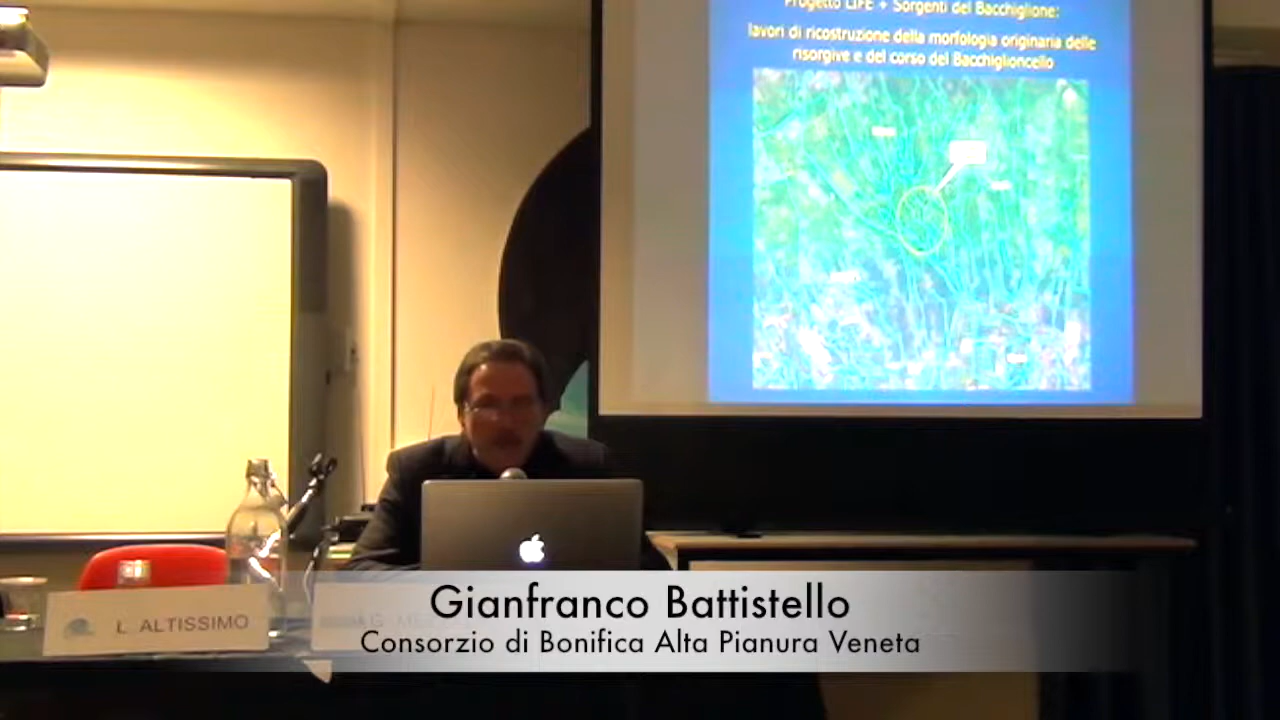 Progetto LIFE + Sorgenti del Bacchiglione:
lavori di ricostruzione della morfologia originaria delle
risorgive e del corso del Bacchiglioncello
L. ALTISSIMO
Gianfranco Battistello
Consorzio di Bonifica Alta Pianura Veneta